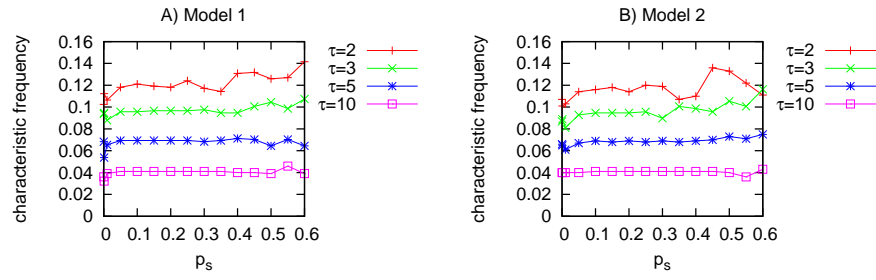 A) Model 1
characteristic frequency
0.16
0.14
0.12
0.1
0.08
0.06
0.04
0.02
0
0 0.1 0.2 0.3 0.4 0.5 0.6
pₛ
τ=2
τ=3
τ=5
τ=10
B) Model 2
characteristic frequency
0.16
0.14
0.12
0.1
0.08
0.06
0.04
0.02
0
0 0.1 0.2 0.3 0.4 0.5 0.6
pₛ
τ=2
τ=3
τ=5
τ=10